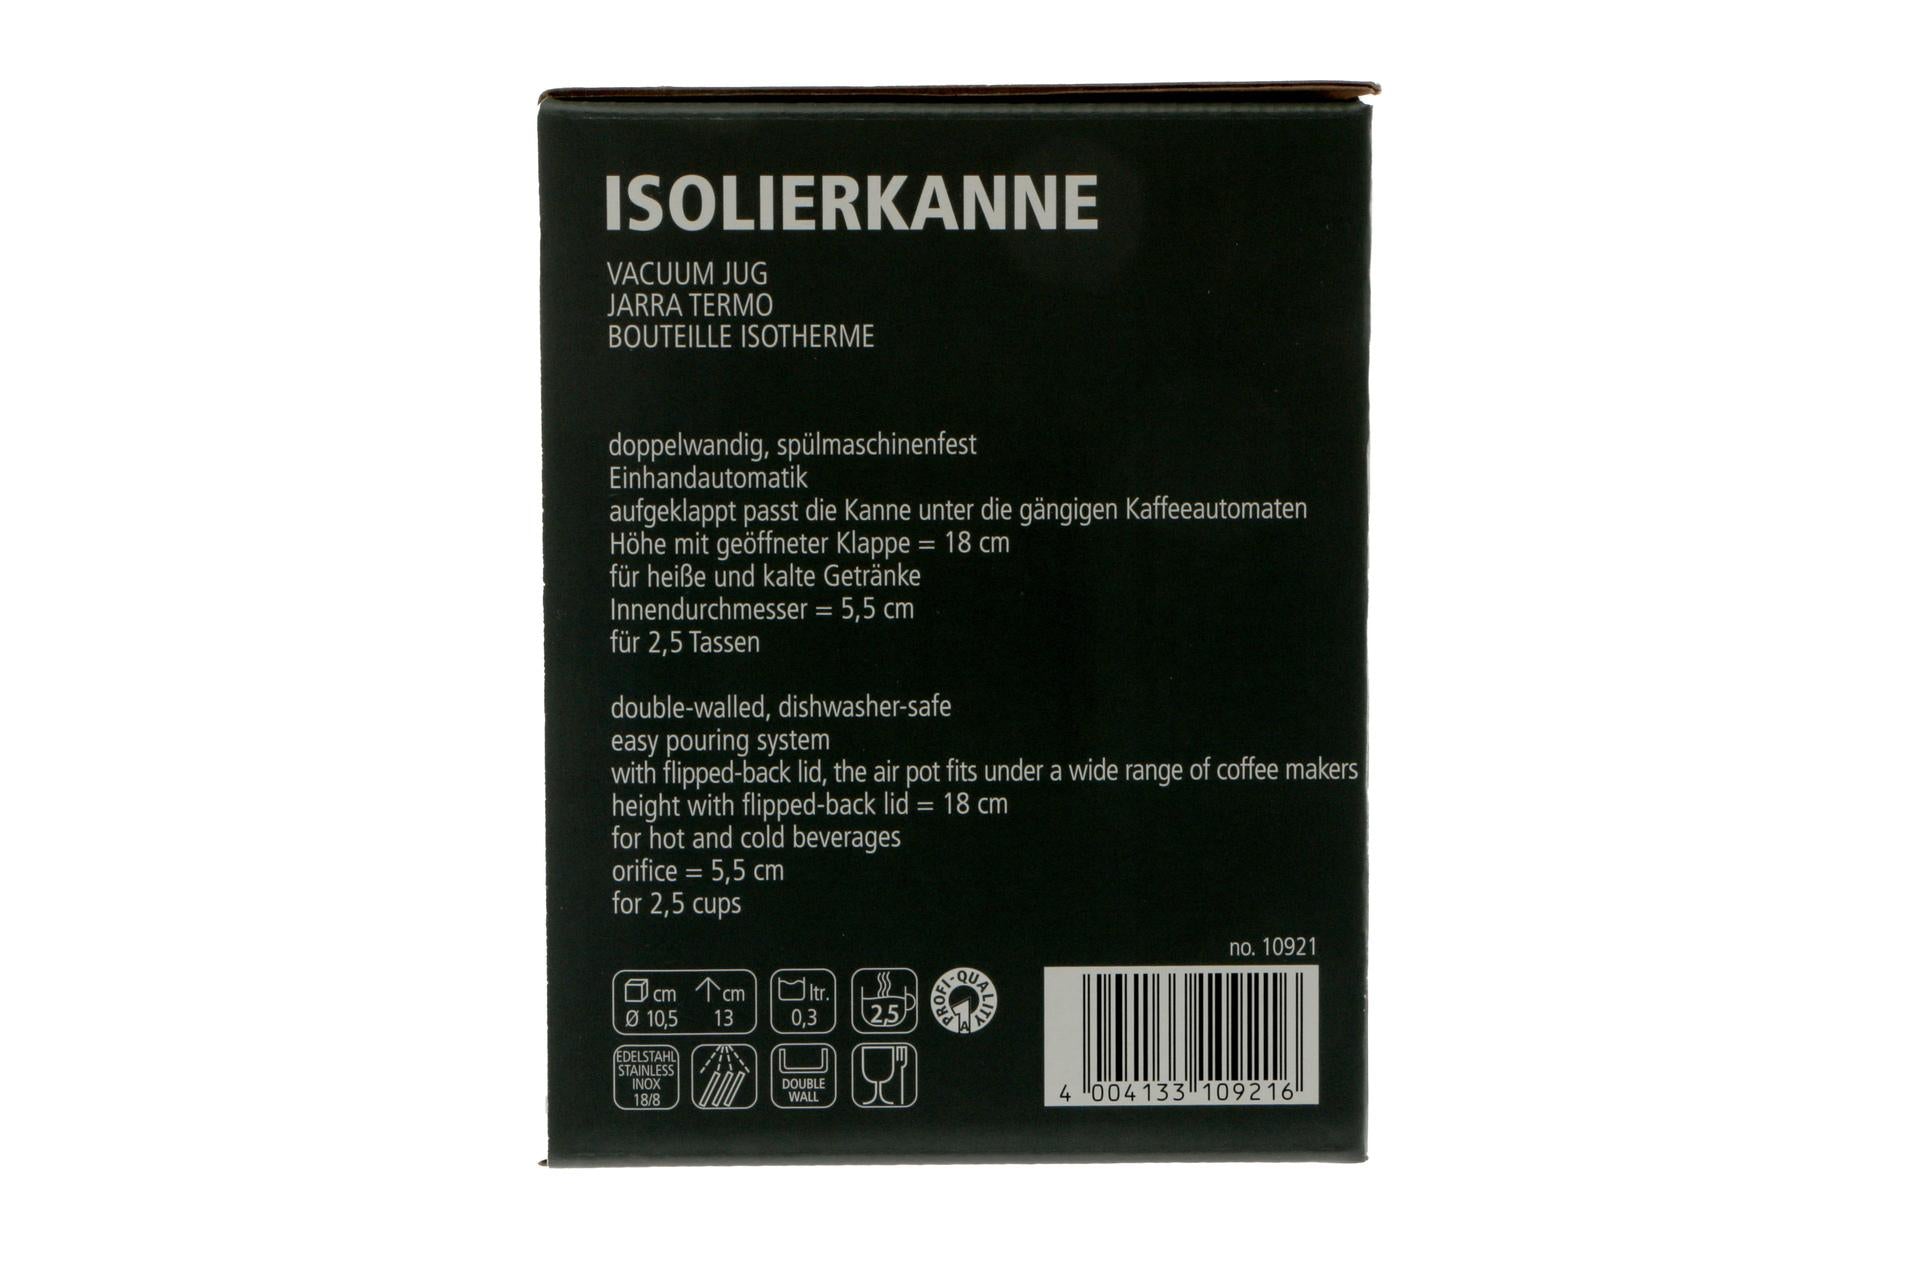 ISOLIERKANNE
VACUUM JUG
JARRA TERMO
BOUTEILLE ISOTHERME
doppelwandig, spülmaschinenfest
Einhandautomatik
aufgeklappt passt die Kanne unter die gängigen Kaffeeautomaten
Höhe mit geöffneter Klappe = 18 cm
für heiße und kalte Getränke
Innendurchmesser = 5,5 cm
für 2,5 Tassen
double-walled, dishwasher-safe
easy pouring system
with flipped-back lid, the air pot fits under a wide range of coffee makers
height with flipped-back lid = 18 cm
for hot and cold beverages
orifice = 5,5 cm
for 2,5 cups
no. 10921
cm cm
Ø 10,5 13
ltr.
0,3
2,5
PROFI-QUALITY
1A
EDELSTAHL
STAINLESS
INOX
18/8
DOUBLE
WALL
4 004133 109216